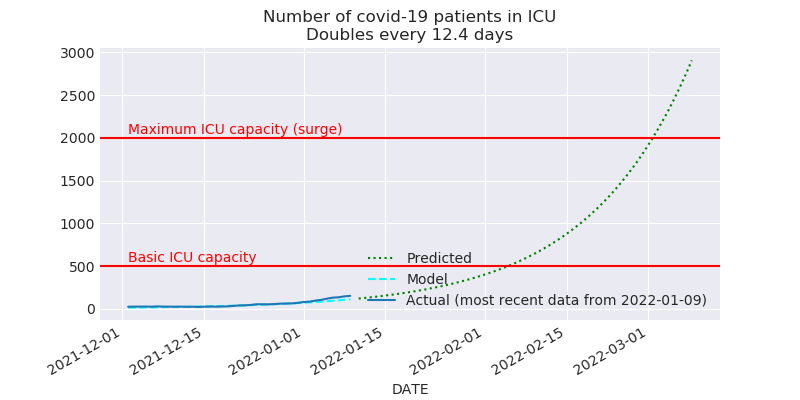 Number of covid-19 patients in ICU
Doubles every 12.4 days
3000
2500
2000
1500
1000
500
0
Maximum ICU capacity (surge)
Basic ICU capacity
Predicted
Model
Actual (most recent data from 2022-01-09)
2021-12-01
2021-12-15
2022-01-01
2022-01-15
2022-02-01
2022-02-15
2022-03-01
DATE